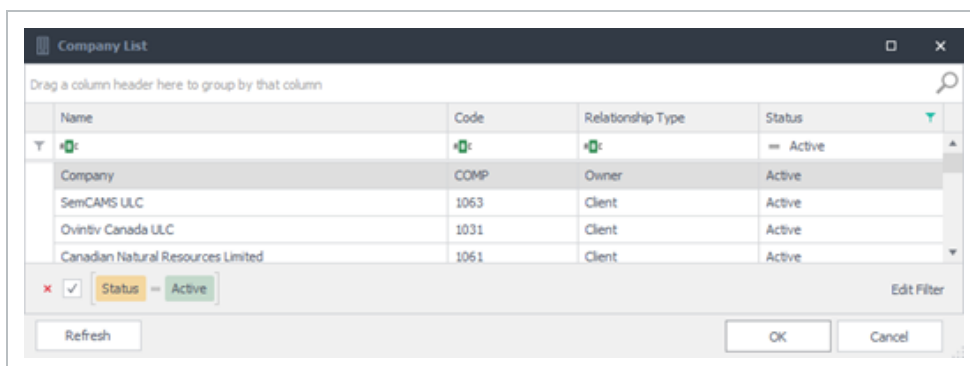 Company List
Drag a column header here to group by that column
Name Code Relationship Type Status
= Active
Company COMP Owner Active
SemCAMS ULC 1063 Client Active
Ovintiv Canada ULC 1031 Client Active
Canadian Natural Resources Limited 1061 Client Active
Status = Active Edit Filter
Refresh OK Cancel